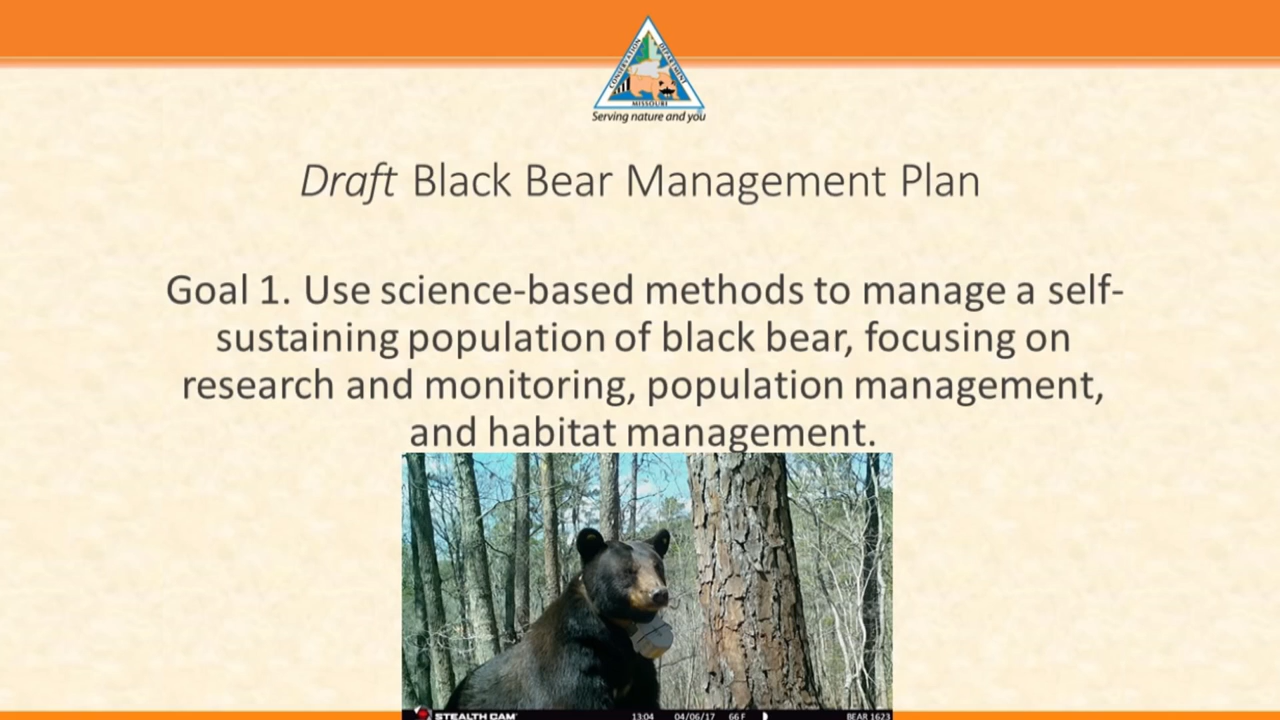 CONSERVATION DEPARTMENT
MISSOURI
Serving nature and you
Draft Black Bear Management Plan
Goal 1. Use science-based methods to manage a self-
sustaining population of black bear, focusing on
research and monitoring, population management,
and habitat management.
STEALTH CAM 13:04 04/06/17 66 F BEAR 1623